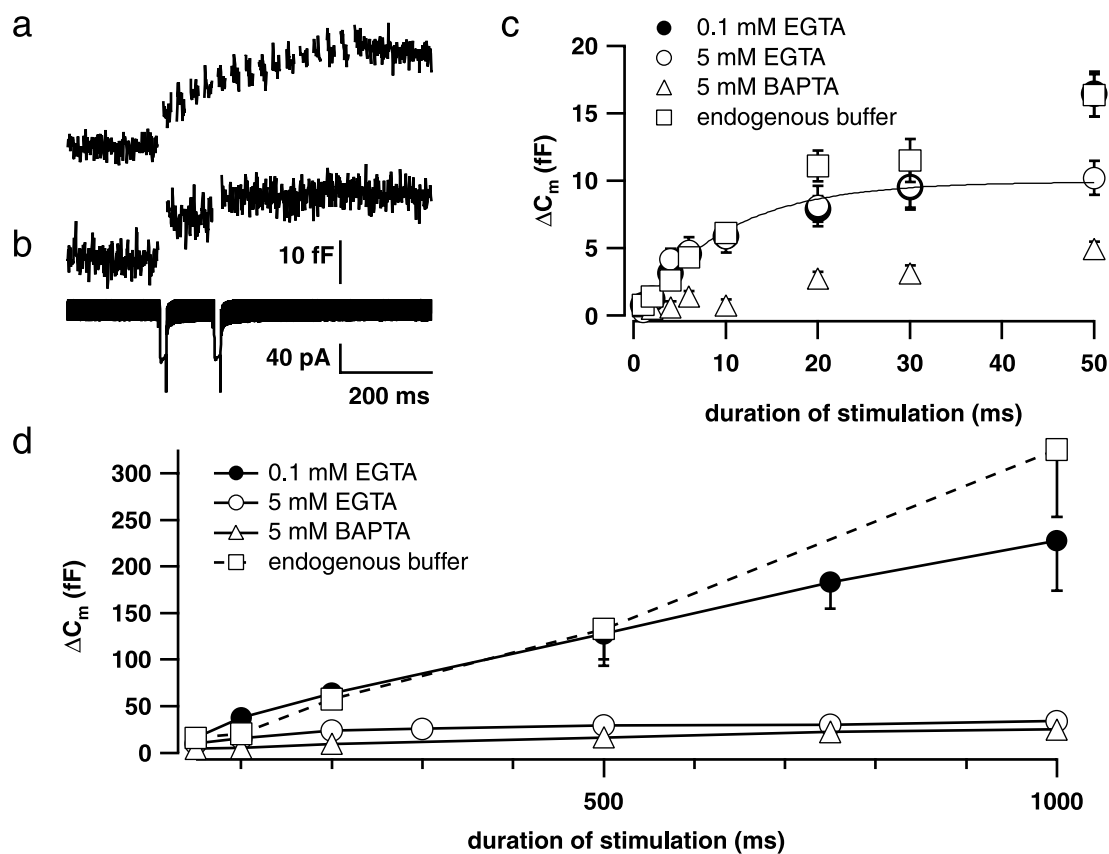 a
b
10 fF
40 pA
200 ms
c
0.1 mM EGTA
5 mM EGTA
5 mM BAPTA
endogenous buffer
20
15
10
5
0
ΔCm (fF)
0 10 20 30 40 50
duration of stimulation (ms)
d
0.1 mM EGTA
5 mM EGTA
5 mM BAPTA
endogenous buffer
300
250
200
150
100
50
0
ΔCm (fF)
500 1000
duration of stimulation (ms)